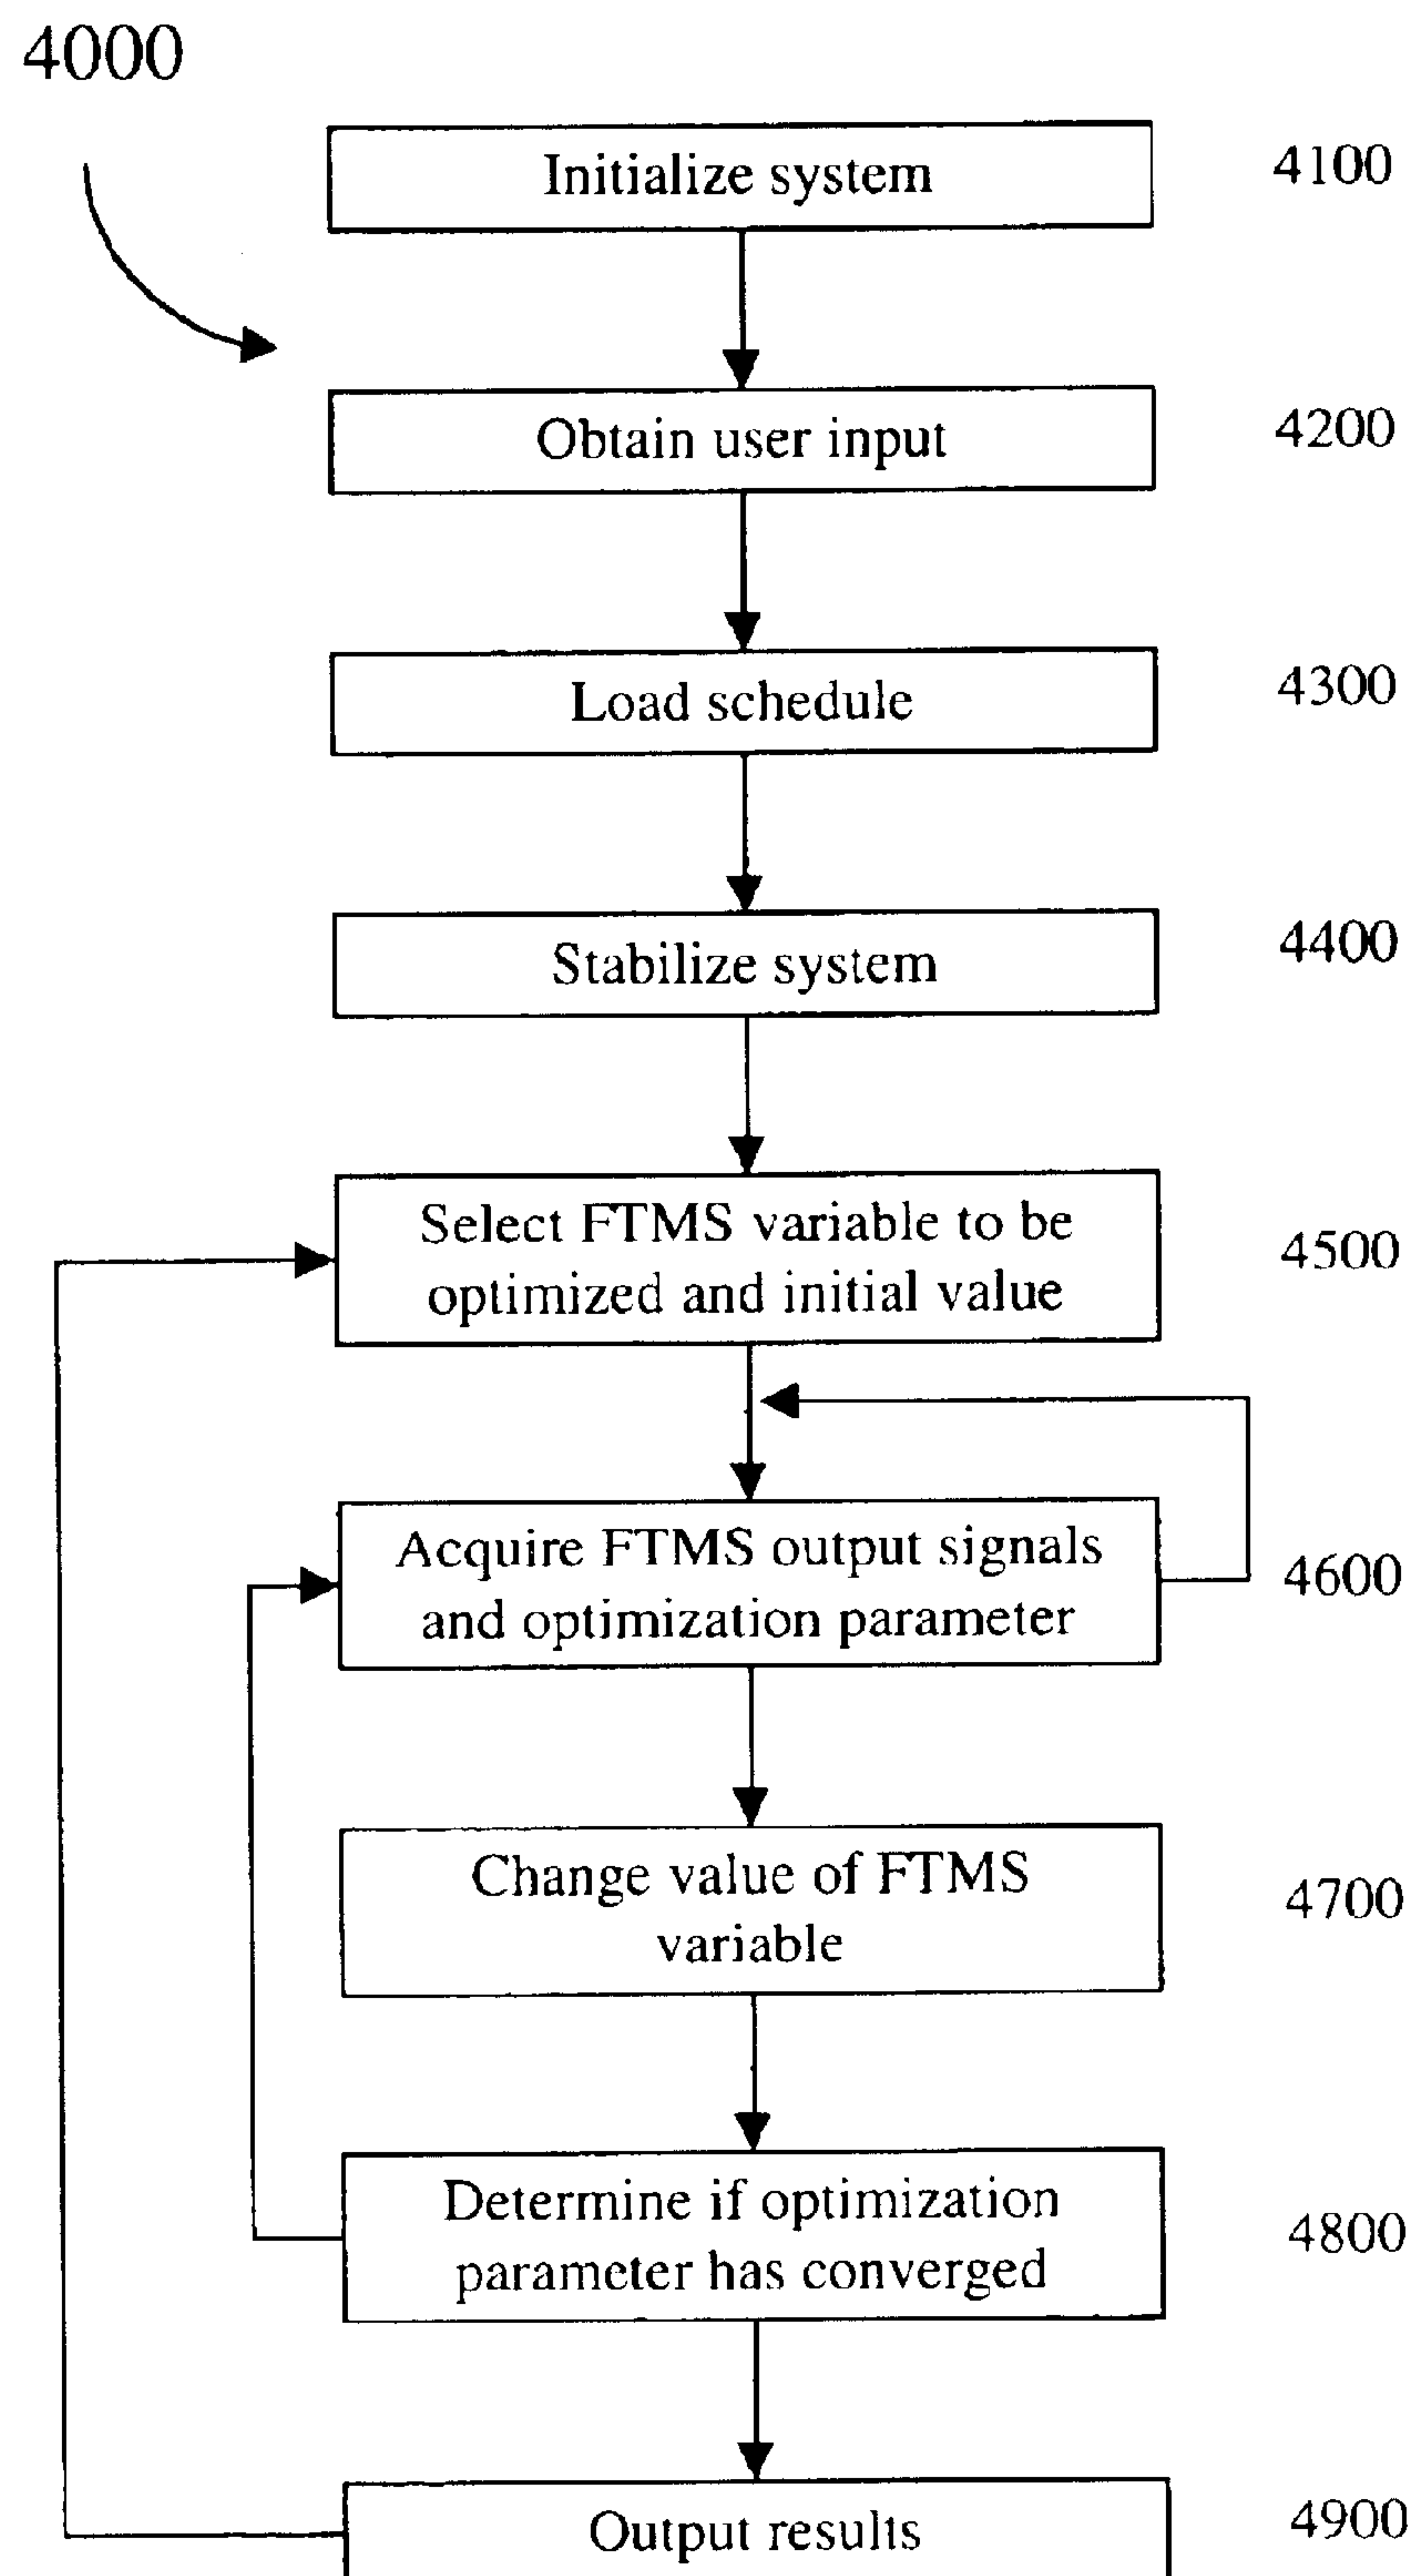 4000
Initialize system
4100
Obtain user input
4200
Load schedule
4300
Stabilize system
4400
Select FTMS variable to be
optimized and initial value
4500
Acquire FTMS output signals
and optimization parameter
4600
Change value of FTMS
variable
4700
Determine if optimization
parameter has converged
4800
Output results
4900